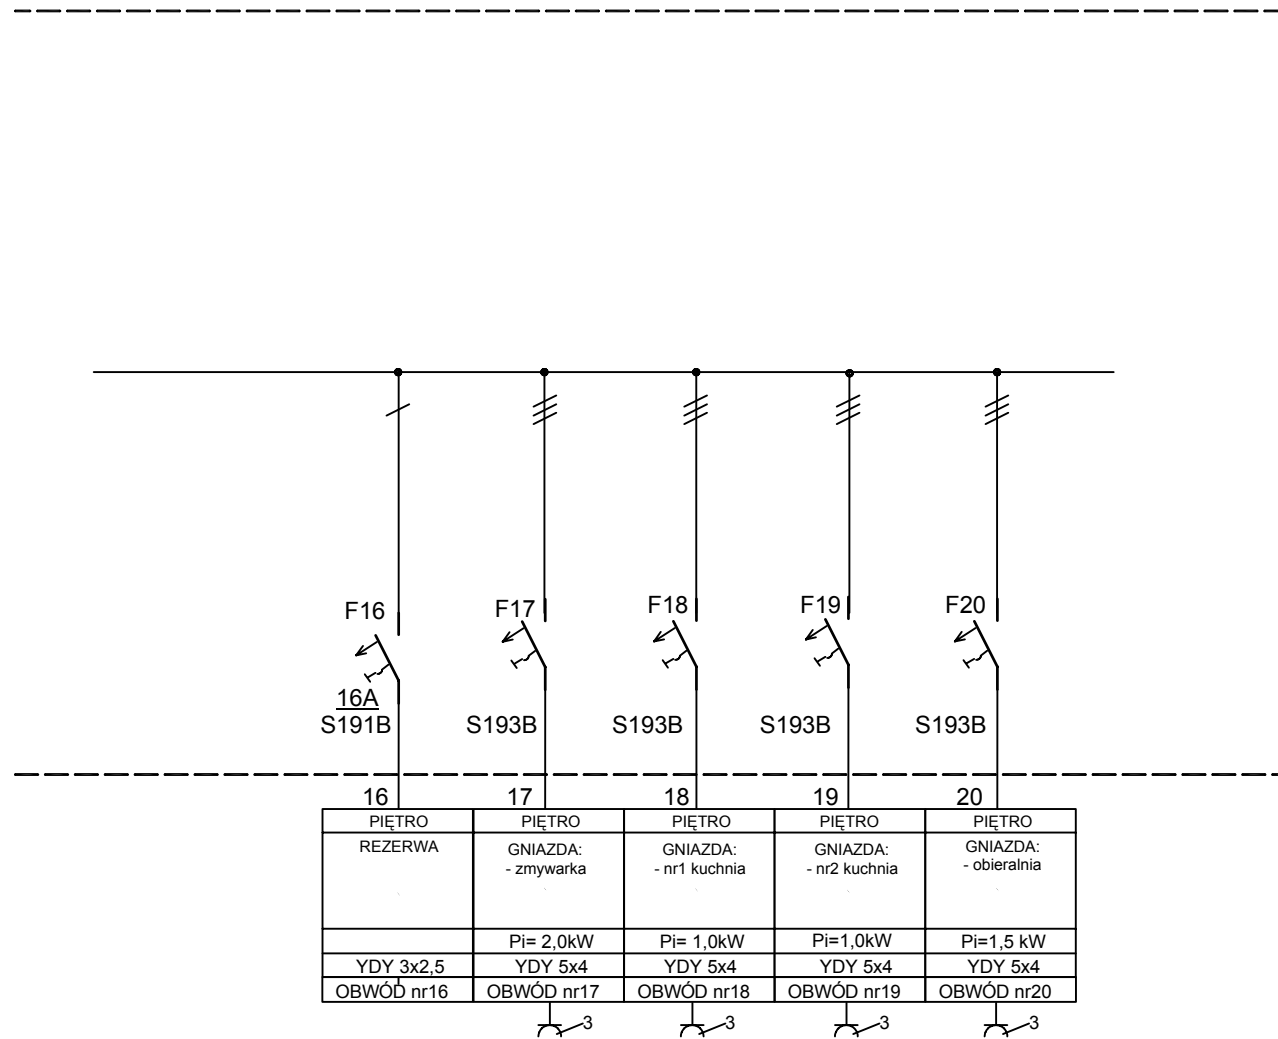 F16 F17 F18 F19 F20
16A
S191B S193B S193B S193B S193B
16 17 18 19 20
PIĘTRO PIĘTRO PIĘTRO PIĘTRO PIĘTRO
REZERWA GNIAZDA: GNIAZDA: GNIAZDA: GNIAZDA:
- zmywarka - nr1 kuchnia - nr2 kuchnia - obieralnia
Pi= 2,0kW Pi= 1,0kW Pi=1,0kW Pi=1,5 kW
YDY 3x2,5 YDY 5x4 YDY 5x4 YDY 5x4 YDY 5x4
OBWÓD nr16 OBWÓD nr17 OBWÓD nr18 OBWÓD nr19 OBWÓD nr20
3 3 3 3